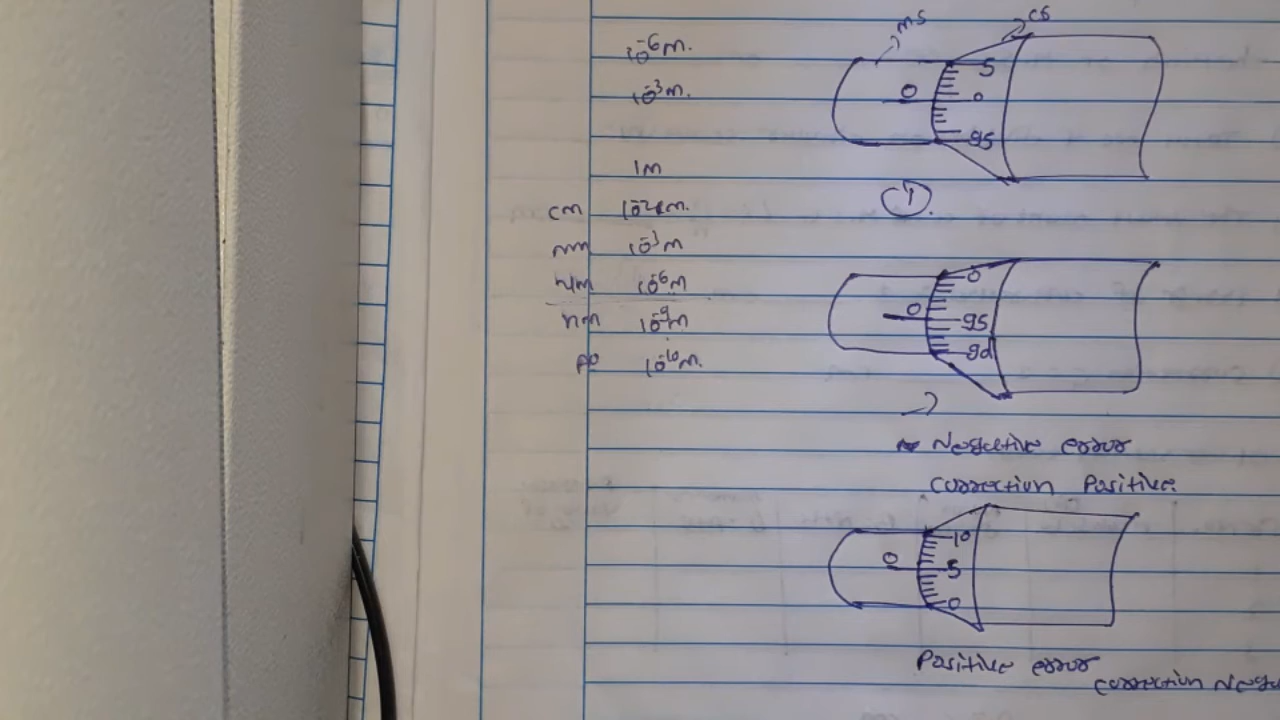 10⁻⁶m.
10⁻³m.
1m
cm 10⁻²m.
mm 10⁻³m
10⁻⁶m
nm 10⁻⁹m
10⁻¹⁰m.
MS
CS
5
0 0
95
1
0
0 95
90
Negative error
correction Positive.
10
0 5
0
Positive error
correction Nega